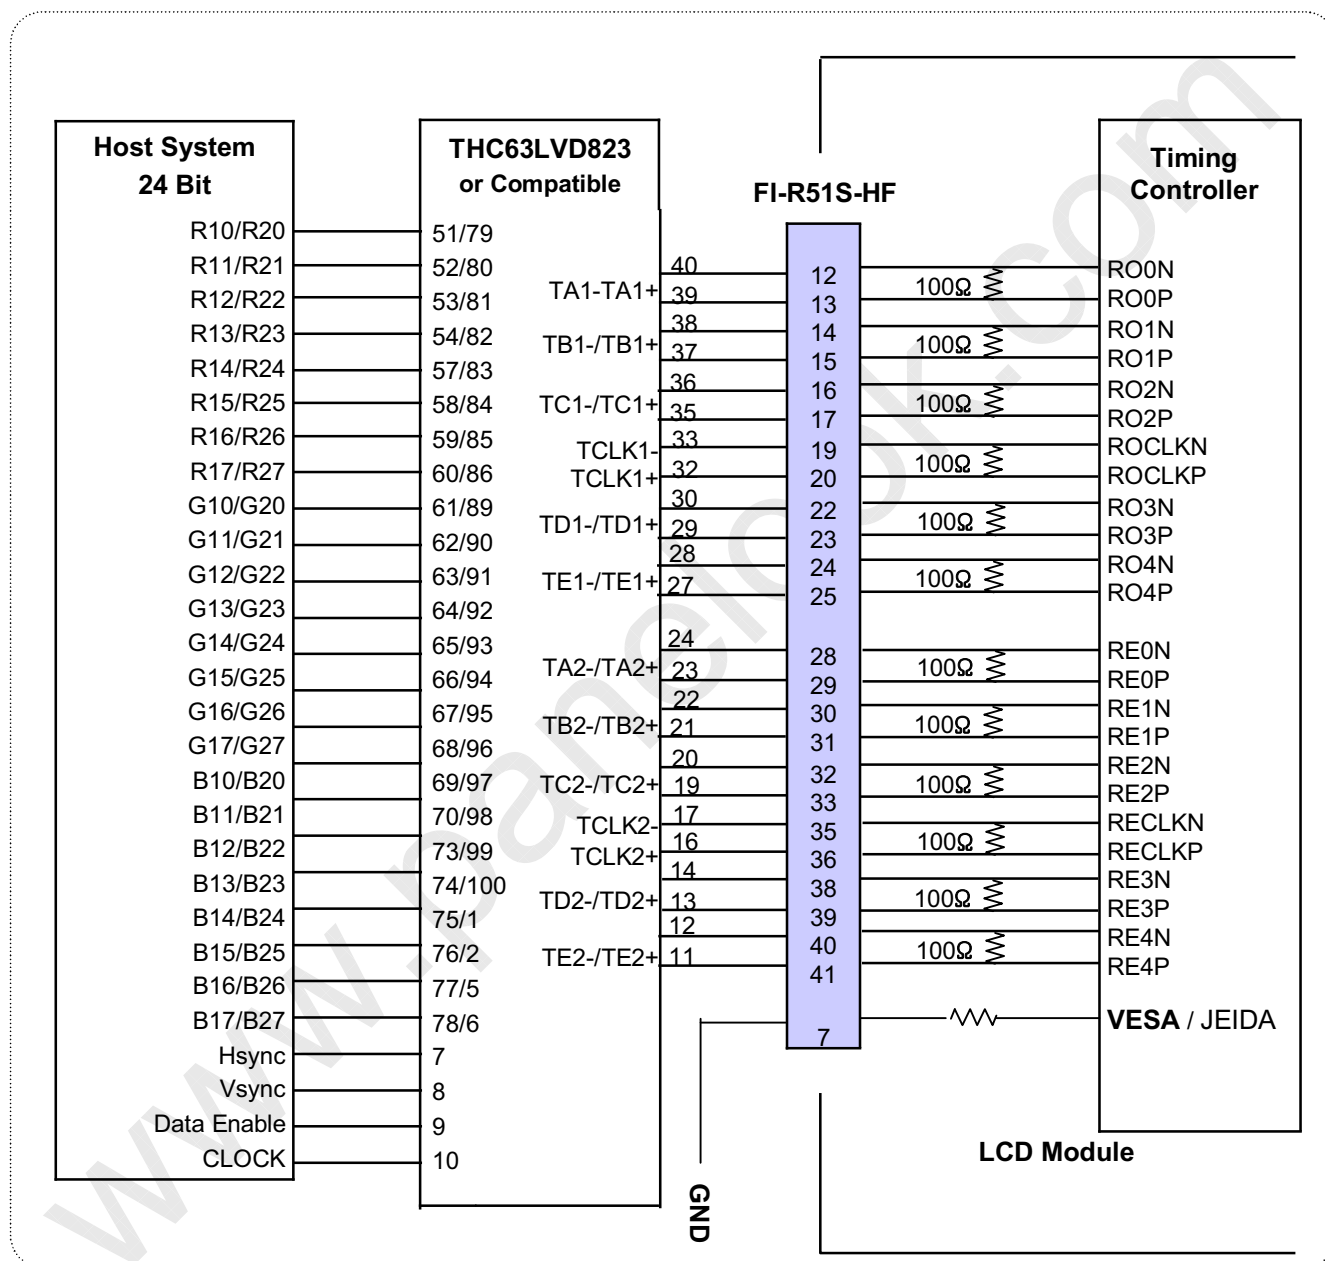 Host System
24 Bit
R10/R20
R11/R21
R12/R22
R13/R23
R14/R24
R15/R25
R16/R26
R17/R27
G10/G20
G11/G21
G12/G22
G13/G23
G14/G24
G15/G25
G16/G26
G17/G27
B10/B20
B11/B21
B12/B22
B13/B23
B14/B24
B15/B25
B16/B26
B17/B27
Hsync
Vsync
Data Enable
CLOCK
THC63LVD823
or Compatible
51/79
52/80
53/81
54/82
57/83
58/84
59/85
60/86
61/89
62/90
63/91
64/92
65/93
66/94
67/95
68/96
69/97
70/98
73/99
74/100
75/1
76/2
77/5
78/6
7
8
9
10
TA1-TA1+
TB1-/TB1+
TC1-/TC1+
TCLK1-
TCLK1+
TD1-/TD1+
TE1-/TE1+
TA2-/TA2+
TB2-/TB2+
TC2-/TC2+
TCLK2-
TCLK2+
TD2-/TD2+
TE2-/TE2+
40
39
38
37
36
35
33
32
30
29
28
27
24
23
22
21
20
19
17
16
14
13
12
11
GND
FI-R51S-HF
12
13
14
15
16
17
19
20
22
23
24
25
28
29
30
31
32
33
35
36
38
39
40
41
7
100Ω
100Ω
100Ω
100Ω
100Ω
100Ω
100Ω
100Ω
100Ω
100Ω
100Ω
100Ω
Timing
Controller
RO0N
RO0P
RO1N
RO1P
RO2N
RO2P
ROCLKN
ROCLKP
RO3N
RO3P
RO4N
RO4P
RE0N
RE0P
RE1N
RE1P
RE2N
RE2P
RECLKN
RECLKP
RE3N
RE3P
RE4N
RE4P
VESA / JEIDA
LCD Module
www.panelook.com